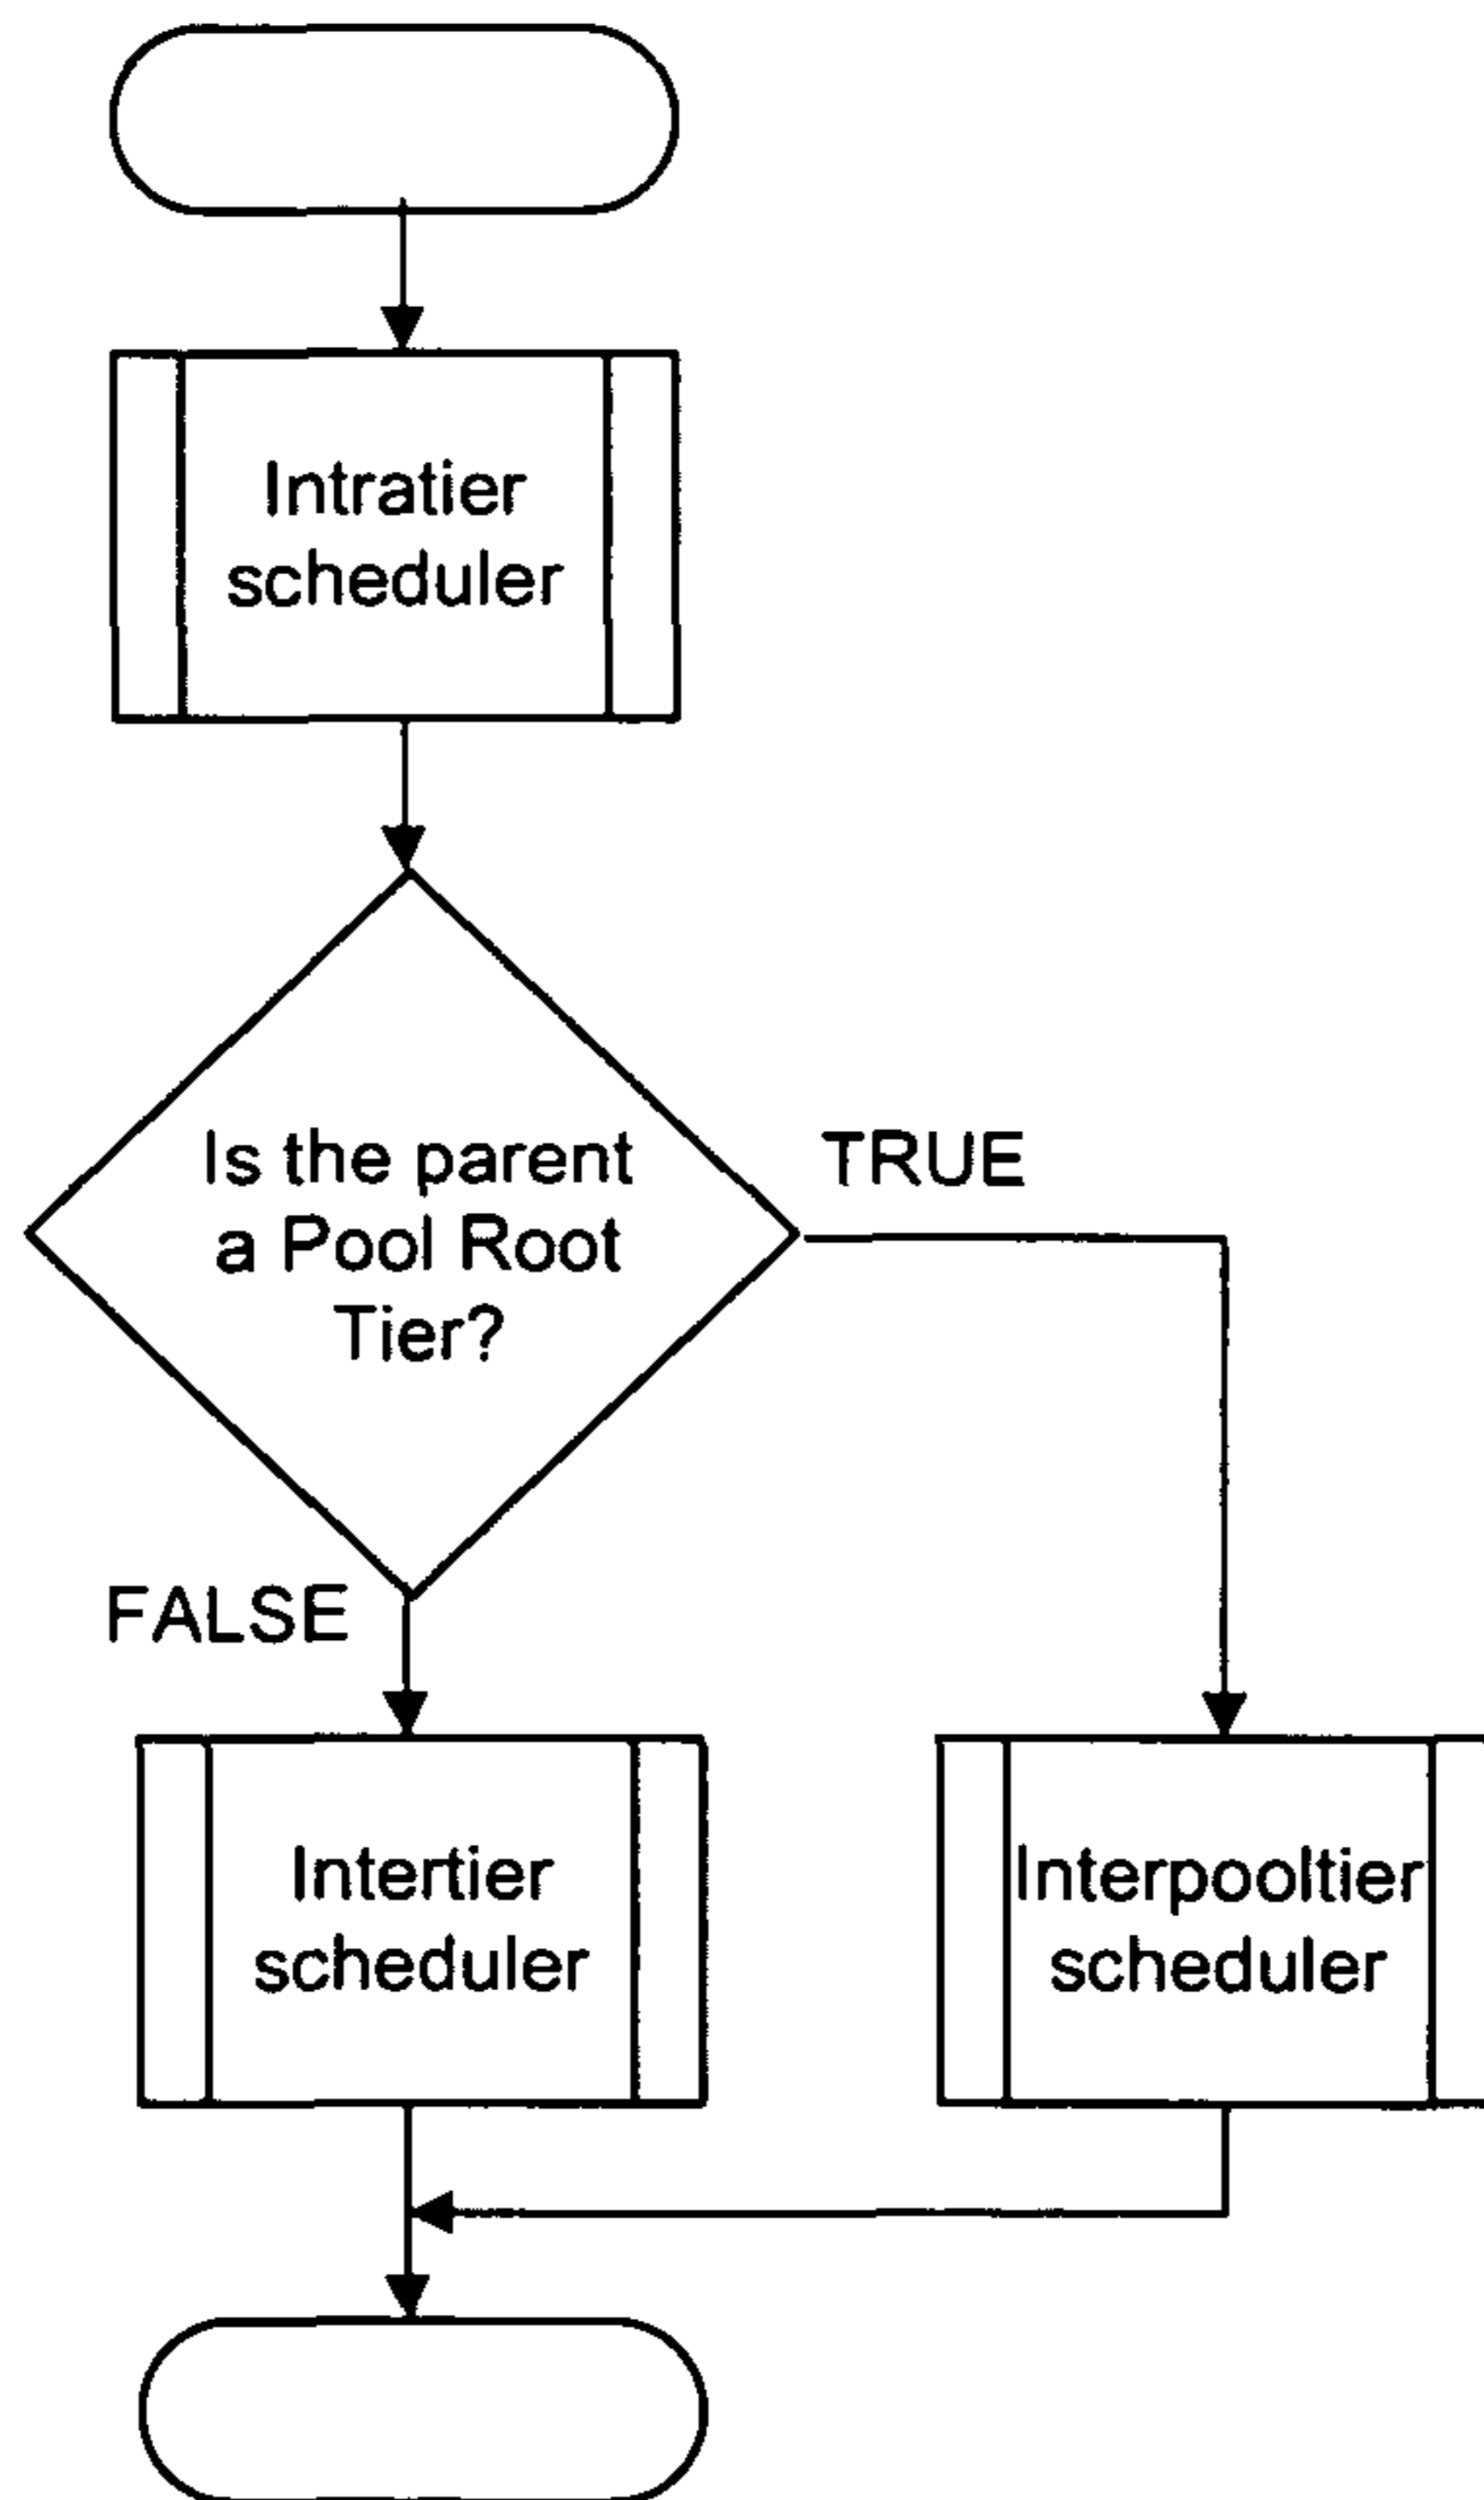 Intratier
scheduler
Is the parent
a Pool Root
Tier?
TRUE
FALSE
Intertier
scheduler
Interpooltier
scheduler